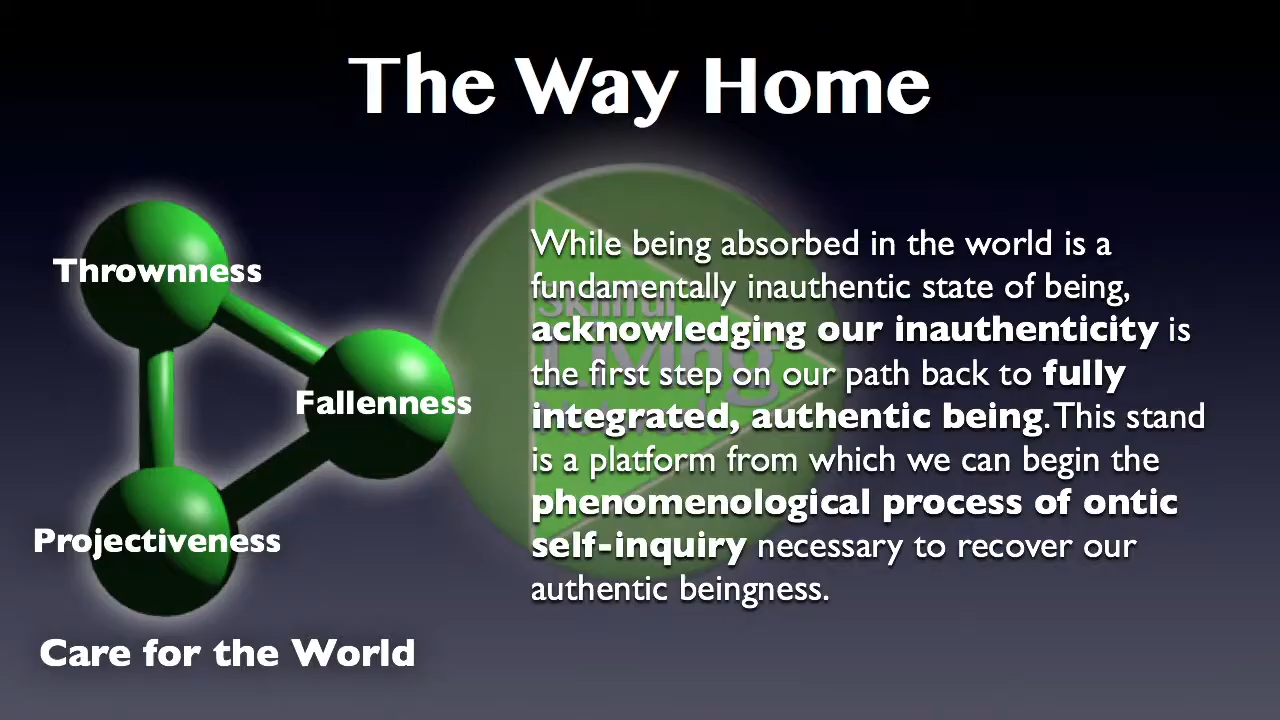 The Way Home
Thrownness
Fallenness
Projectiveness
Care for the World
While being absorbed in the world is a
fundamentally inauthentic state of being,
acknowledging our inauthenticity is
the first step on our path back to fully
integrated, authentic being. This stand
is a platform from which we can begin the
phenomenological process of ontic
self-inquiry necessary to recover our
authentic beingness.
Skillful
Living